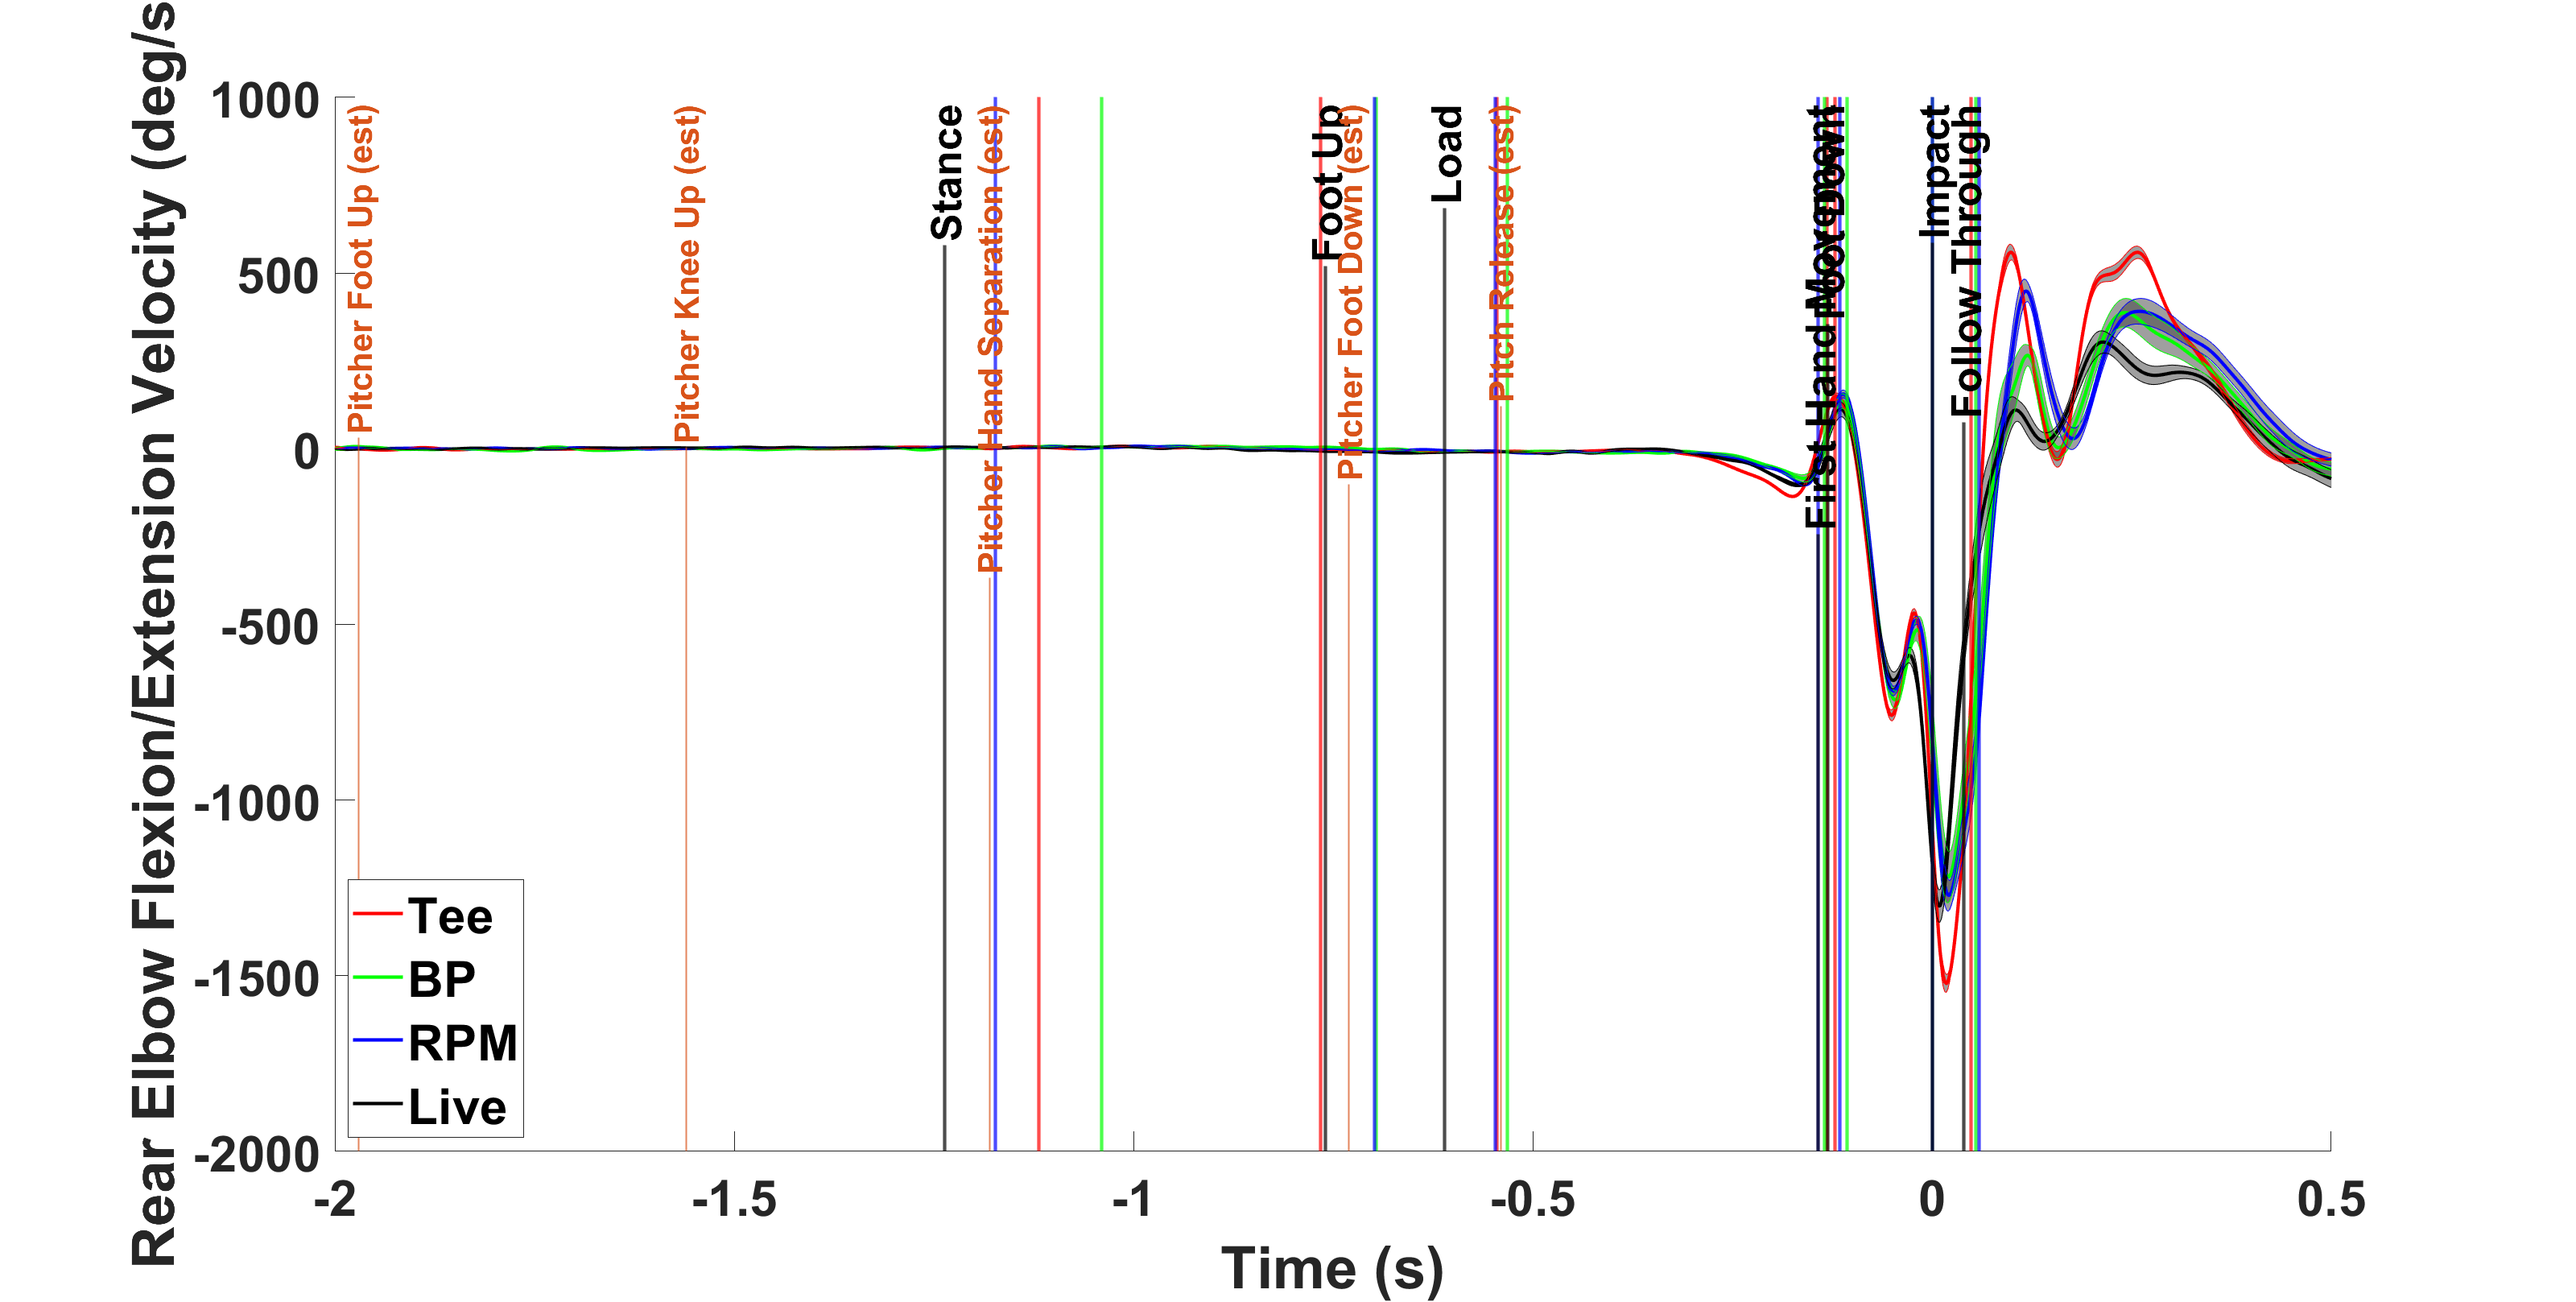 Rear Elbow Flexion/Extension Velocity (deg/s
1000
500
0
-500
-1000
-1500
-2000
Pitcher Foot Up (est)
Pitcher Knee Up (est)
Stance
Pitcher Hand Separation (est)
Foot Up
Pitcher Foot Down (est)
Load
Pitch Release (est)
First Hand Movement
Foot Down
Impact
Follow Through
Tee
BP
RPM
Live
-2
-1.5
-1
-0.5
0
0.5
Time (s)